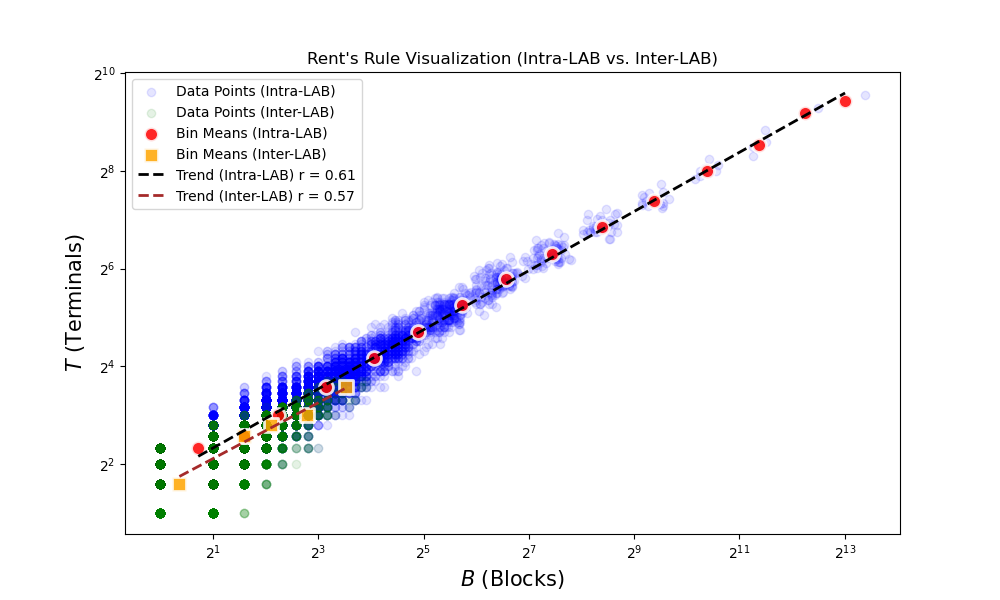 Rent's Rule Visualization (Intra-LAB vs. Inter-LAB)
Data Points (Intra-LAB)
Data Points (Inter-LAB)
Bin Means (Intra-LAB)
Bin Means (Inter-LAB)
Trend (Intra-LAB) r = 0.61
Trend (Inter-LAB) r = 0.57
T (Terminals)
2^10
2^8
2^6
2^4
2^2
2^1
2^3
2^5
2^7
2^9
2^11
2^13
B (Blocks)